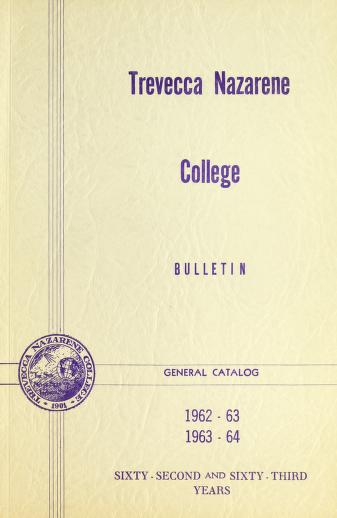 Trevecca Nazarene
College
BULLETIN
TREVECCA NAZARENE COLLEGE
1901
GENERAL CATALOG
1962 - 63
1963 - 64
SIXTY - SECOND AND SIXTY - THIRD
YEARS